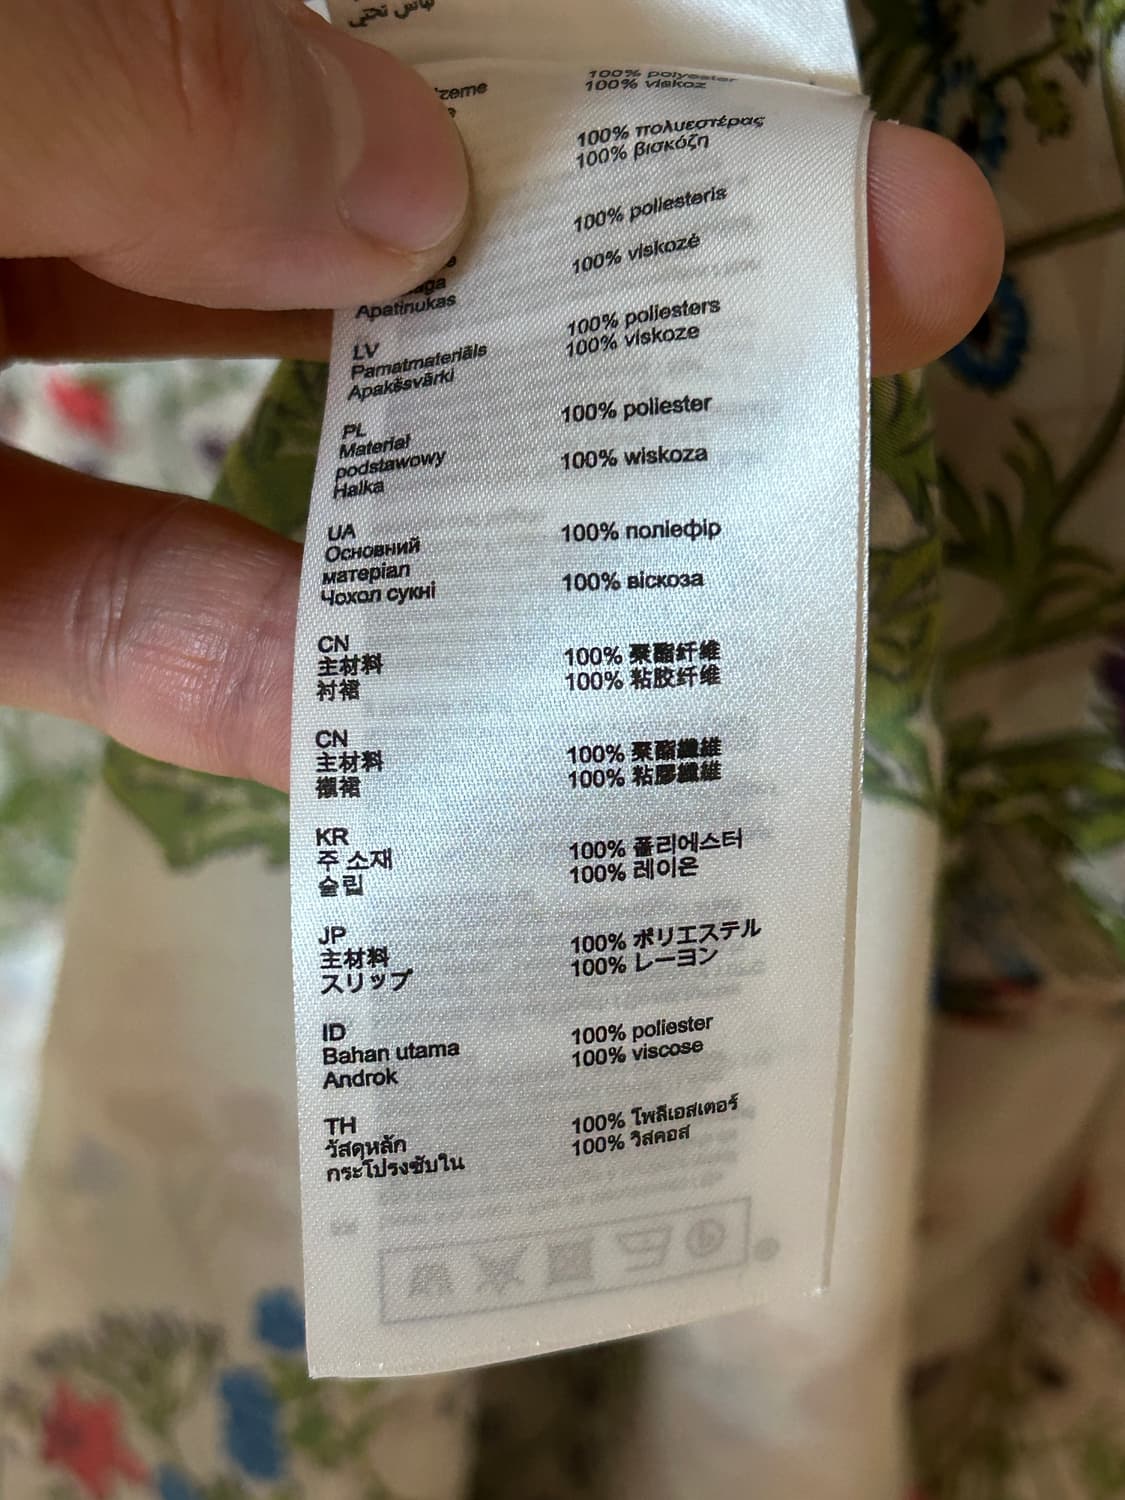 لباس تحتی
zeme
100% polyester
100% viskoz
100% πολυεστέρας
100% βισκόζη
100% poliesteris
100% viskozė
Apatinukas
LV
Pamatmateriāls 100% poliesters
Apakšsvārki 100% viskoze
PL
Materiał 100% poliester
podstawowy
Halka 100% wiskoza
UA
Основний 100% поліефір
матеріал
Чохол сукні 100% віскоза
CN
主材料 100% 聚酯纤维
衬裙 100% 粘胶纤维
CN
主材料 100% 聚酯纖維
襯裙 100% 粘膠纖維
KR
주 소재 100% 폴리에스터
슬립 100% 레이온
JP
主材料 100% ポリエステル
スリップ 100% レーヨン
ID
Bahan utama 100% poliester
Androk 100% viscose
TH
วัสดุหลัก 100% โพลีเอสเตอร์
กระโปรงซับใน 100% วิสคอส